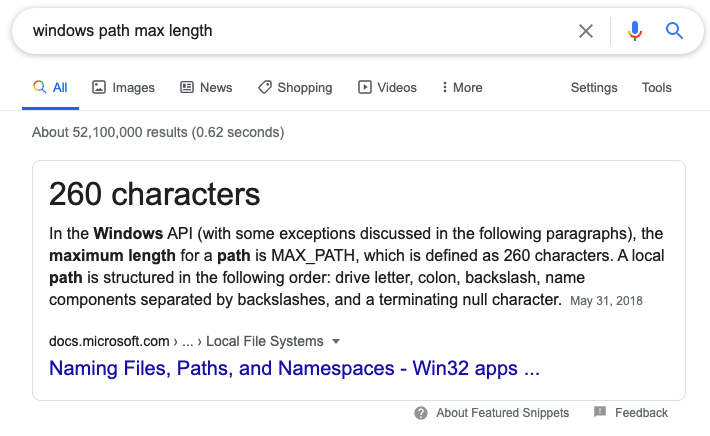 windows path max length
All Images News Shopping Videos More Settings Tools
About 52,100,000 results (0.62 seconds)
260 characters
In the Windows API (with some exceptions discussed in the following paragraphs), the
maximum length for a path is MAX_PATH, which is defined as 260 characters. A local
path is structured in the following order: drive letter, colon, backslash, name
components separated by backslashes, and a terminating null character. May 31, 2018
docs.microsoft.com › ... › Local File Systems
Naming Files, Paths, and Namespaces - Win32 apps ...
About Featured Snippets Feedback